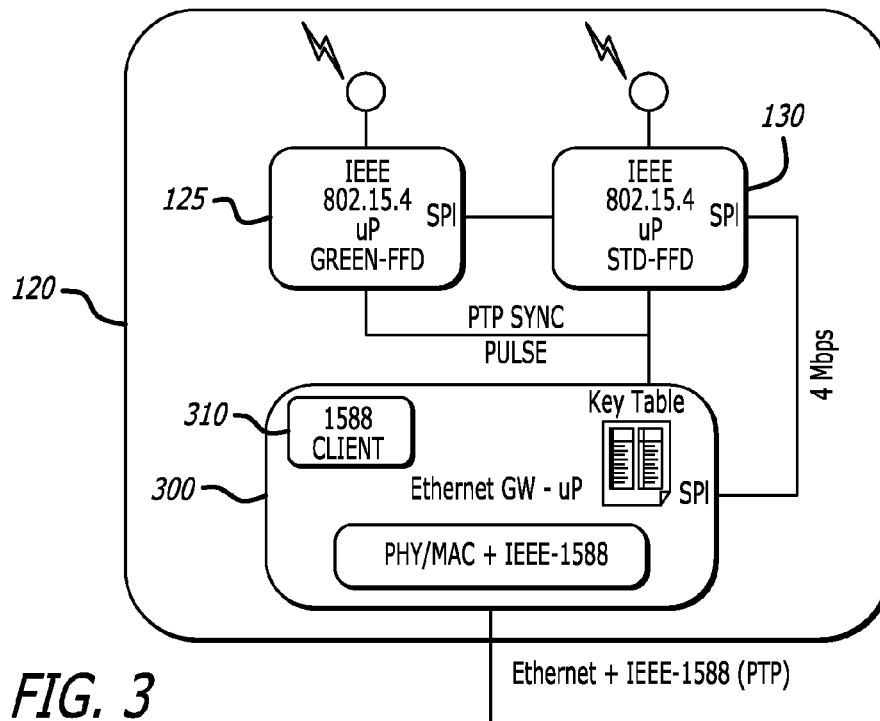 130
125
IEEE
802.15.4
uP
GREEN-FFD
SPI
IEEE
802.15.4
uP
STD-FFD
SPI
120
PTP SYNC
PULSE
4 Mbps
310
1588
CLIENT
Key Table
300
Ethernet GW - uP
SPI
PHY/MAC + IEEE-1588
Ethernet + IEEE-1588 (PTP)
FIG. 3